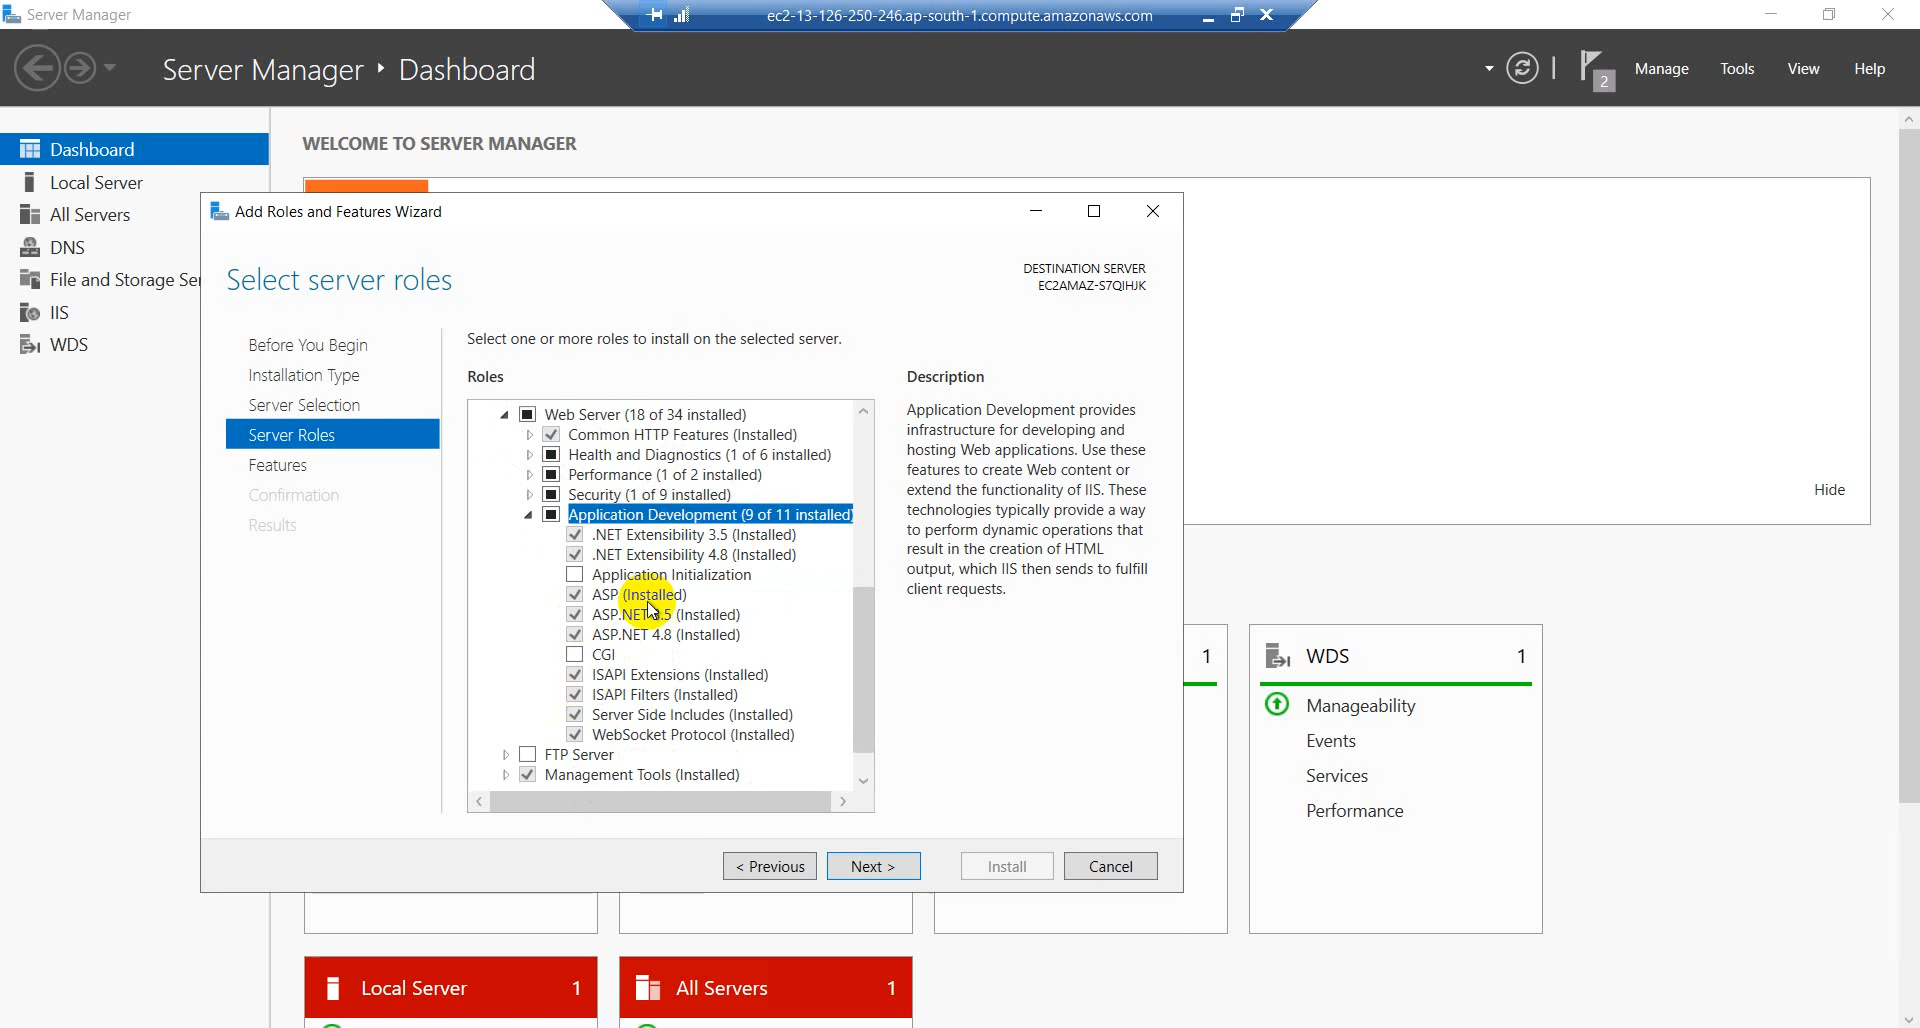 Server Manager
ec2-13-126-250-246.ap-south-1.compute.amazonaws.com
Server Manager ‣ Dashboard
2
Manage
Tools
View
Help
Dashboard
Local Server
All Servers
DNS
File and Storage Se
IIS
WDS
WELCOME TO SERVER MANAGER
Hide
Add Roles and Features Wizard
Select server roles
DESTINATION SERVER
EC2AMAZ-S7QIHJK
Before You Begin
Installation Type
Server Selection
Server Roles
Features
Confirmation
Results
Select one or more roles to install on the selected server.
Roles
Web Server (18 of 34 installed)
Common HTTP Features (Installed)
Health and Diagnostics (1 of 6 installed)
Performance (1 of 2 installed)
Security (1 of 9 installed)
Application Development (9 of 11 installed)
.NET Extensibility 3.5 (Installed)
.NET Extensibility 4.8 (Installed)
Application Initialization
ASP (Installed)
ASP.NET 3.5 (Installed)
ASP.NET 4.8 (Installed)
CGI
ISAPI Extensions (Installed)
ISAPI Filters (Installed)
Server Side Includes (Installed)
WebSocket Protocol (Installed)
FTP Server
Management Tools (Installed)
Description
Application Development provides
infrastructure for developing and
hosting Web applications. Use these
features to create Web content or
extend the functionality of IIS. These
technologies typically provide a way
to perform dynamic operations that
result in the creation of HTML
output, which IIS then sends to fulfill
client requests.
< Previous
Next >
Install
Cancel
1
WDS 1
Manageability
Events
Services
Performance
Local Server 1
All Servers 1